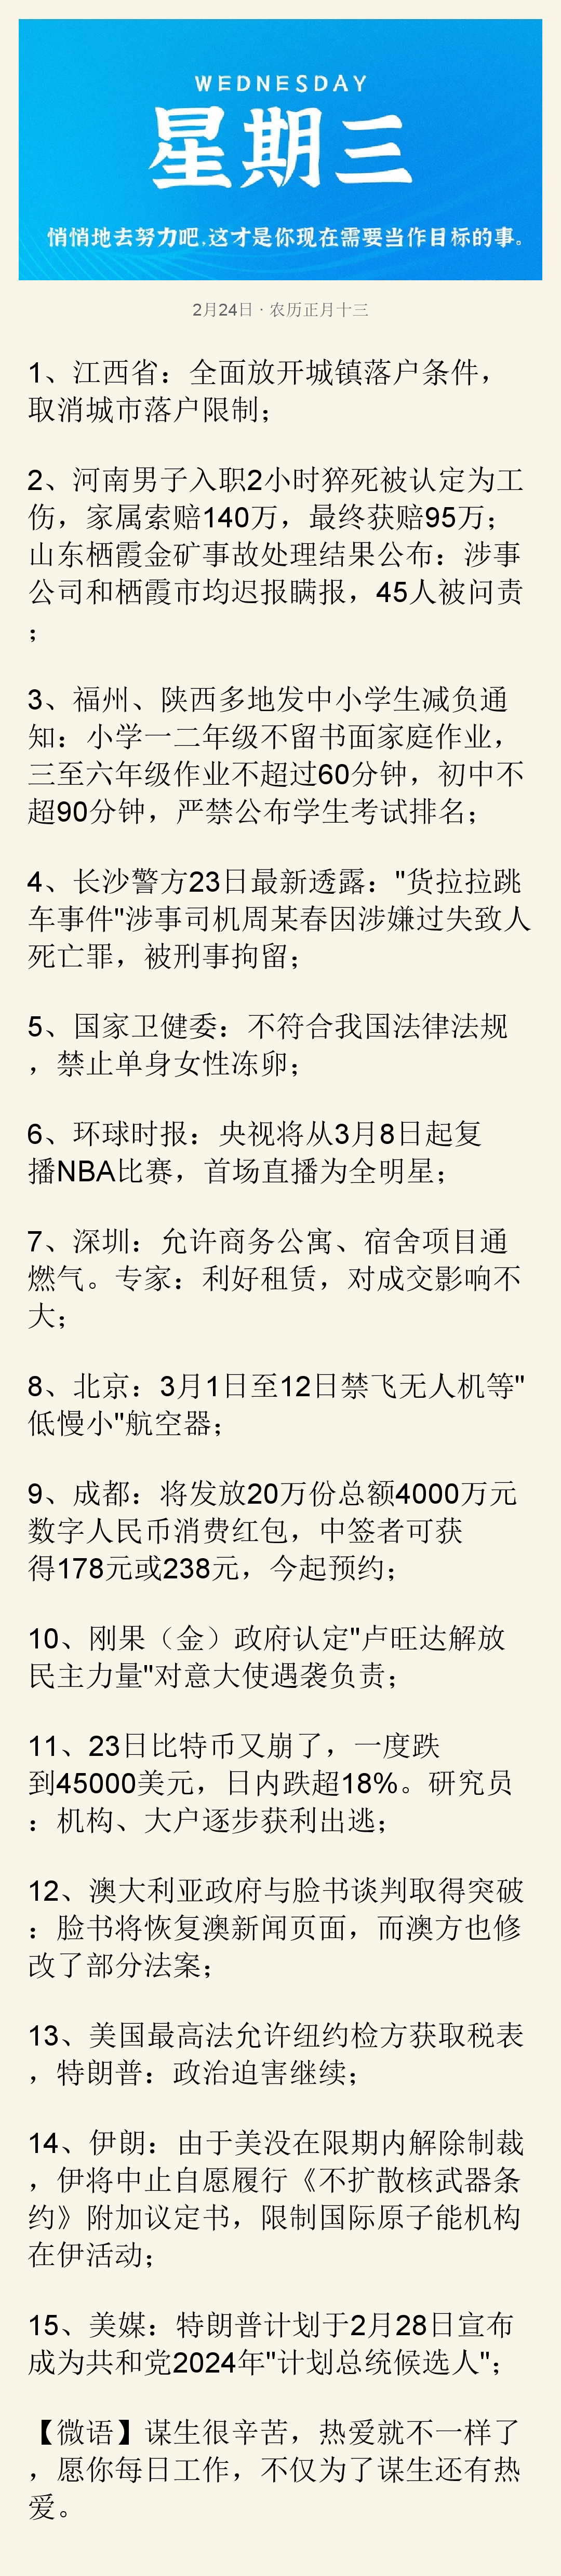 WEDNESDAY
星期三
悄悄地去努力吧,这才是你现在需要当作目标的事。
2月24日 · 农历正月十三
1、江西省：全面放开城镇落户条件，
取消城市落户限制；
2、河南男子入职2小时猝死被认定为工
伤，家属索赔140万，最终获赔95万；
山东栖霞金矿事故处理结果公布：涉事
公司和栖霞市均迟报瞒报，45人被问责
；
3、福州、陕西多地发中小学生减负通
知：小学一二年级不留书面家庭作业，
三至六年级作业不超过60分钟，初中不
超90分钟，严禁公布学生考试排名；
4、长沙警方23日最新透露："货拉拉跳
车事件"涉事司机周某春因涉嫌过失致人
死亡罪，被刑事拘留；
5、国家卫健委：不符合我国法律法规
，禁止单身女性冻卵；
6、环球时报：央视将从3月8日起复
播NBA比赛，首场直播为全明星；
7、深圳：允许商务公寓、宿舍项目通
燃气。专家：利好租赁，对成交影响不
大；
8、北京：3月1日至12日禁飞无人机等"
低慢小"航空器；
9、成都：将发放20万份总额4000万元
数字人民币消费红包，中签者可获
得178元或238元，今起预约；
10、刚果（金）政府认定"卢旺达解放
民主力量"对意大使遇袭负责；
11、23日比特币又崩了，一度跌
到45000美元，日内跌超18%。研究员
：机构、大户逐步获利出逃；
12、澳大利亚政府与脸书谈判取得突破
：脸书将恢复澳新闻页面，而澳方也修
改了部分法案；
13、美国最高法允许纽约检方获取税表
，特朗普：政治迫害继续；
14、伊朗：由于美没在限期内解除制裁
，伊将中止自愿履行《不扩散核武器条
约》附加议定书，限制国际原子能机构
在伊活动；
15、美媒：特朗普计划于2月28日宣布
成为共和党2024年"计划总统候选人"；
【微语】谋生很辛苦，热爱就不一样了
，愿你每日工作，不仅为了谋生还有热
爱。